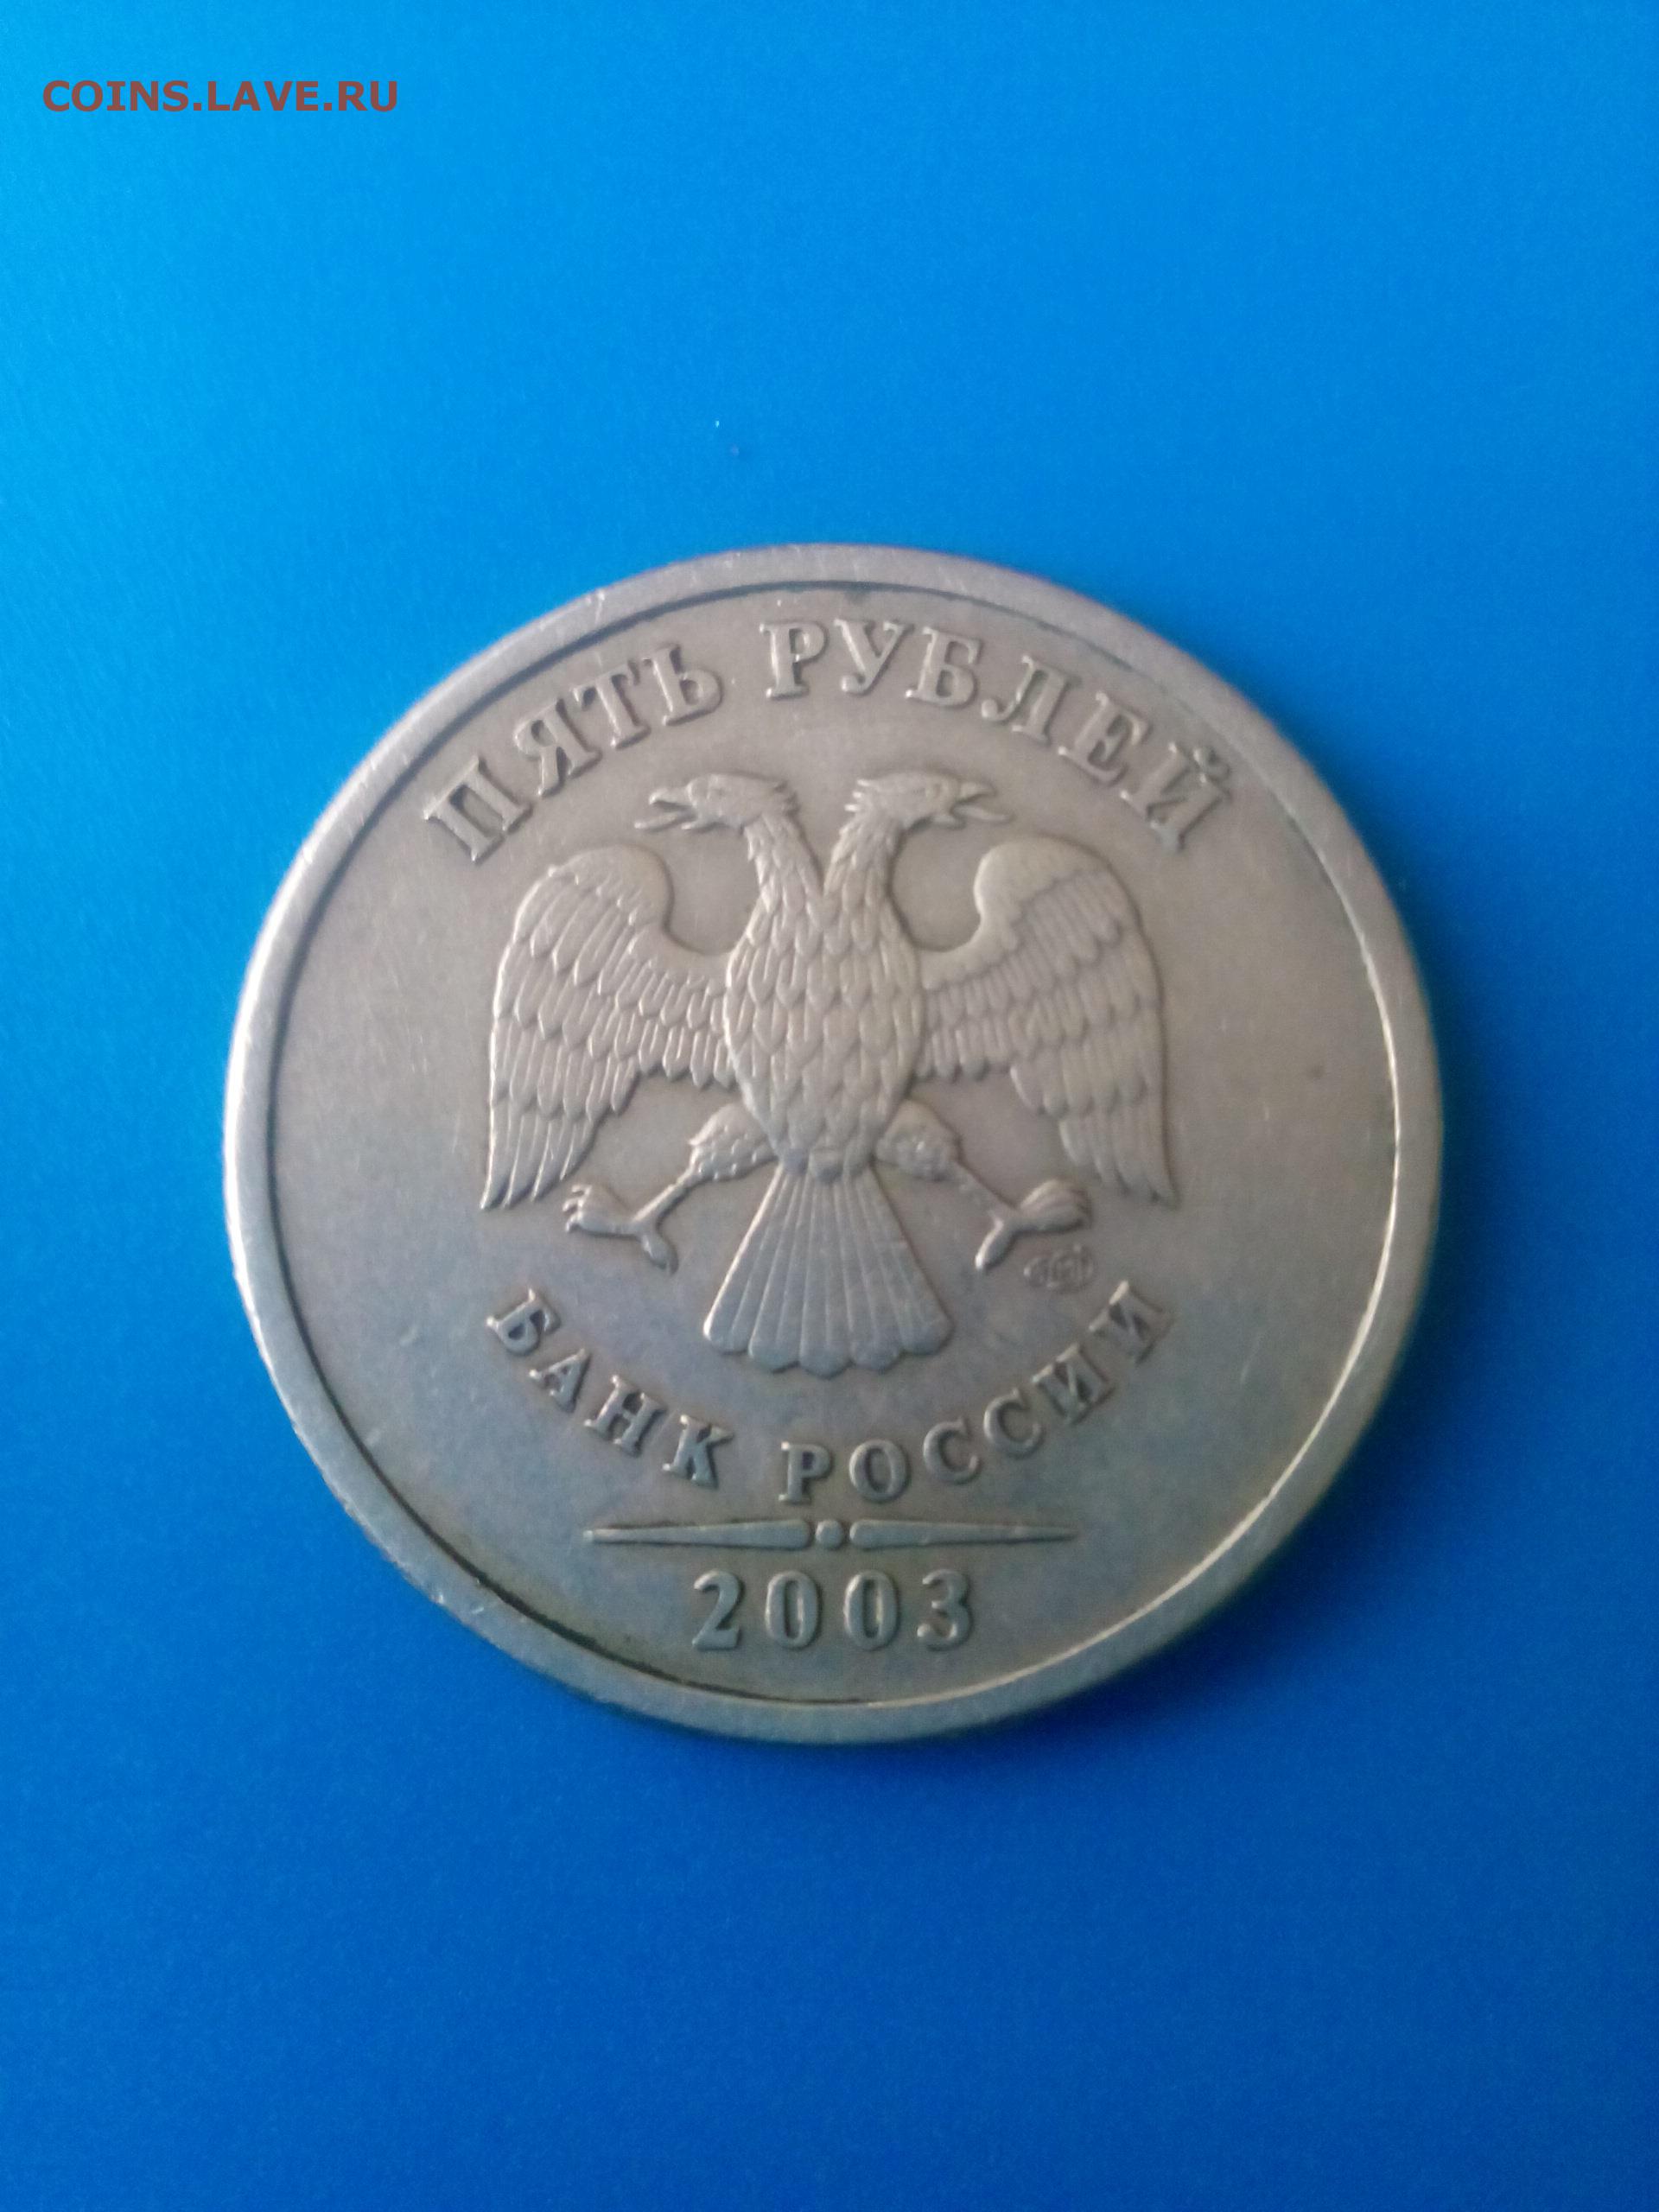 COINS.LAVE.RU
ПЯТЬ РУБЛЕЙ
БАНК РОССИИ
2003